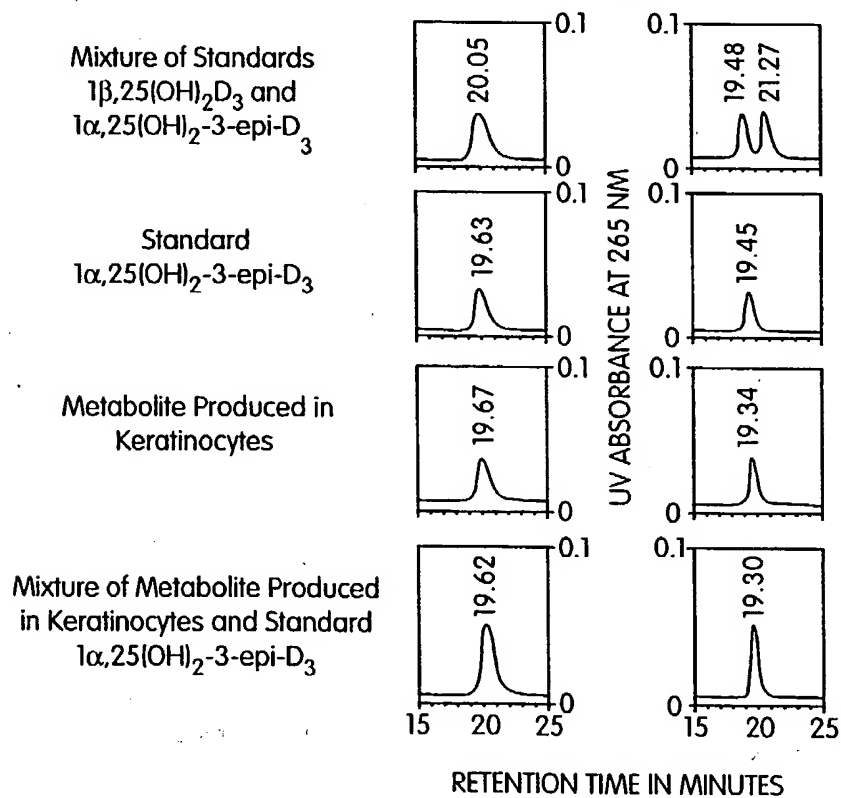 Mixture of Standards
1β,25(OH)2D3 and
1α,25(OH)2-3-epi-D3
20.05
0.1
0
0.1
0
19.48
21.27
Standard
1α,25(OH)2-3-epi-D3
19.63
0.1
0
0.1
0
19.45
UV ABSORBANCE AT 265 NM
Metabolite Produced in
Keratinocytes
19.67
0.1
0
0.1
0
19.34
Mixture of Metabolite Produced
in Keratinocytes and Standard
1α,25(OH)2-3-epi-D3
19.62
0.1
0
0.1
0
19.30
15 20 25
15 20 25
RETENTION TIME IN MINUTES